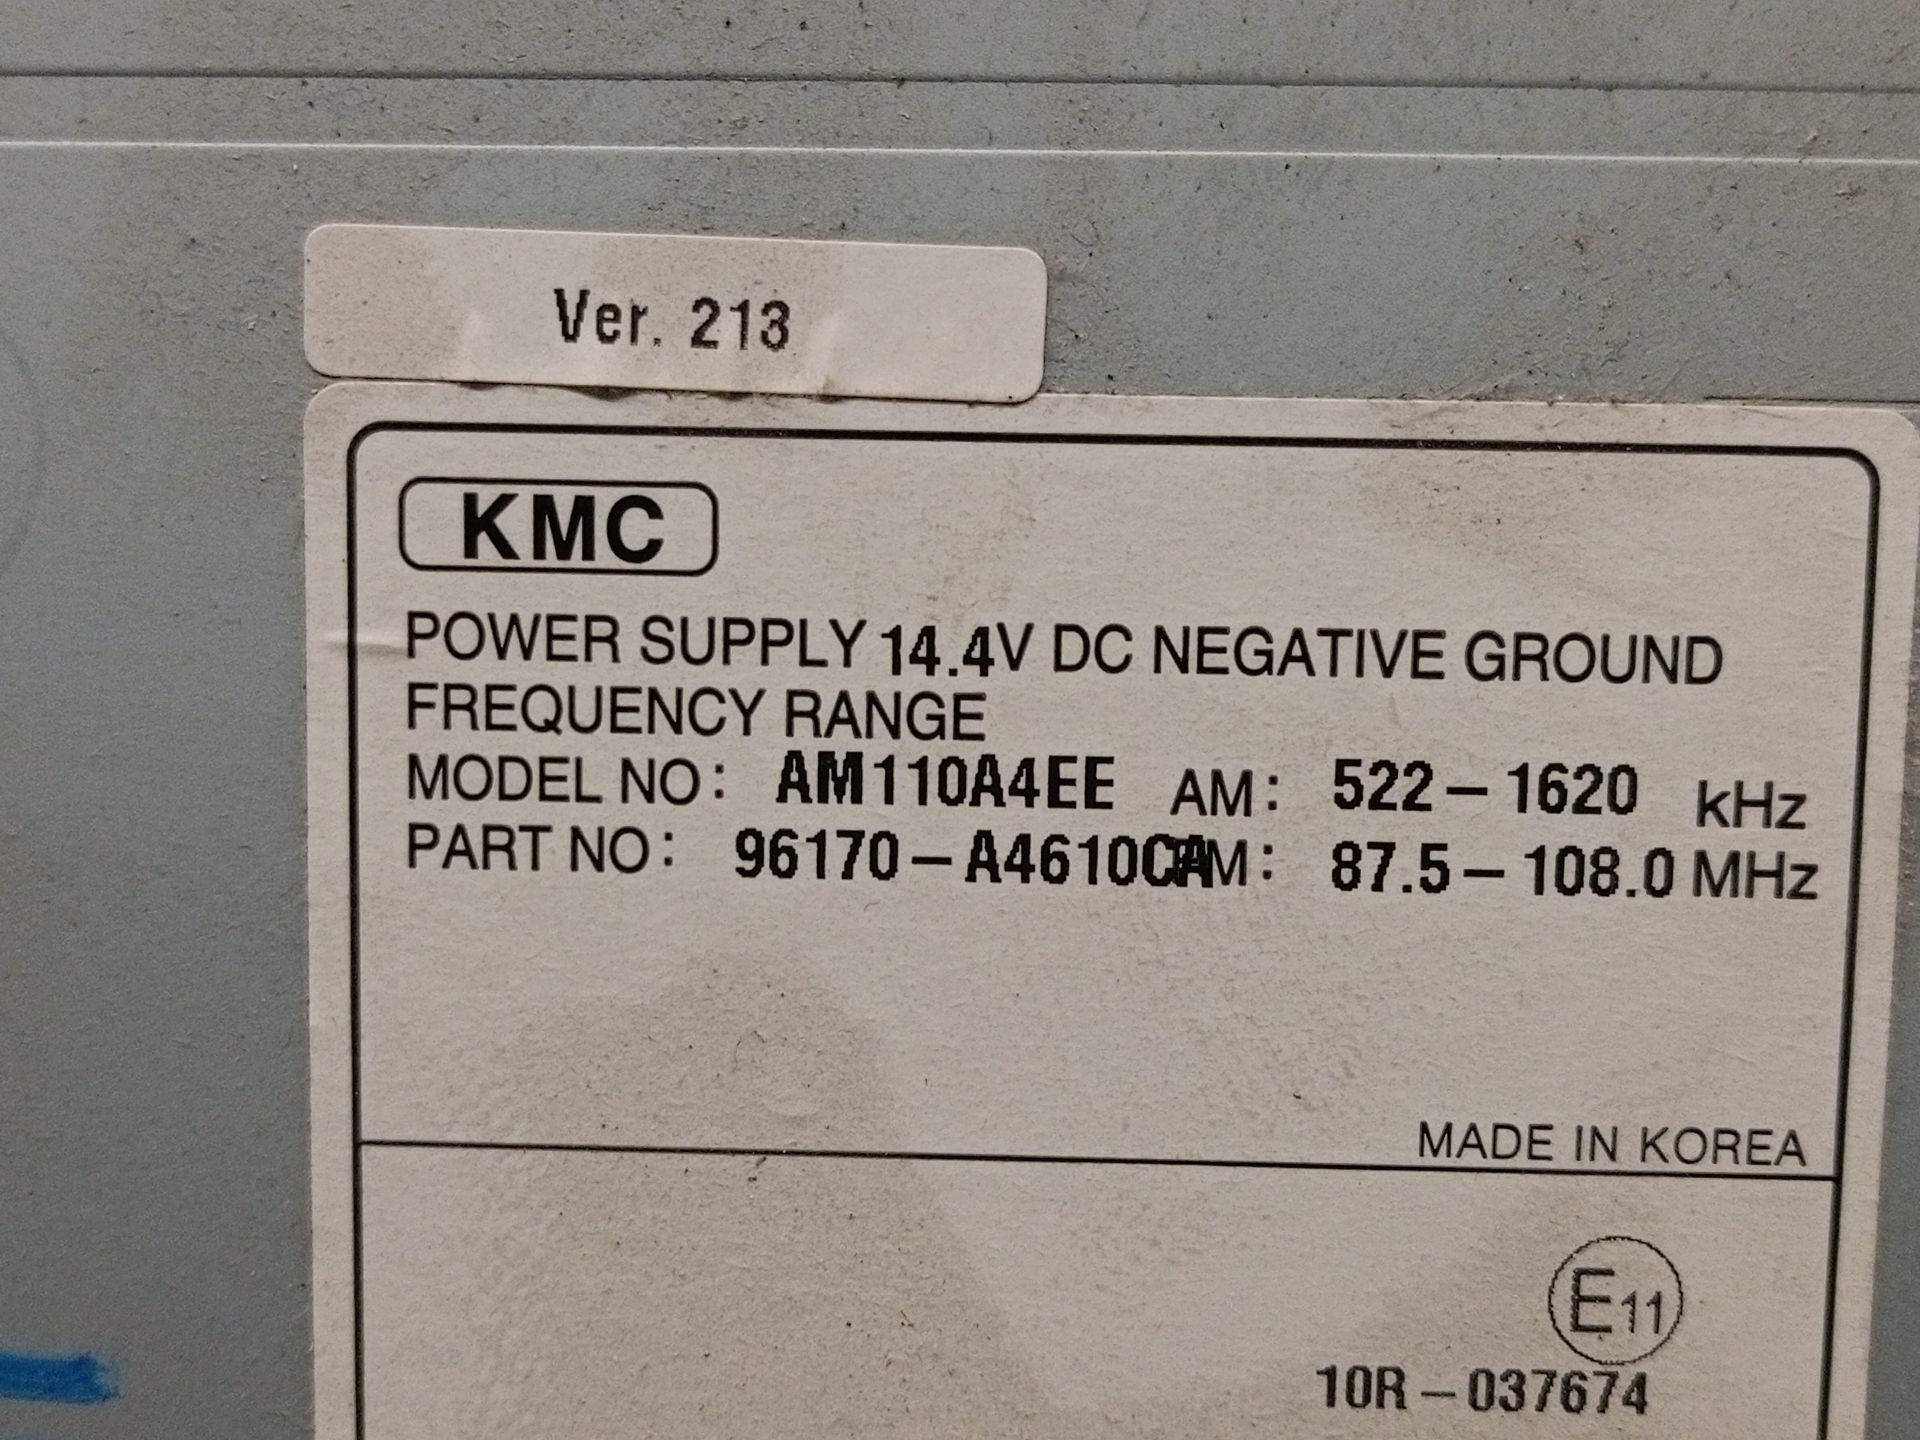 Ver. 213
KMC
POWER SUPPLY 14.4V DC NEGATIVE GROUND
FREQUENCY RANGE
MODEL NO: AM110A4EE AM: 522-1620 kHz
PART NO: 96170-A4610CA FM: 87.5-108.0 MHz
MADE IN KOREA
E11
10R-037674